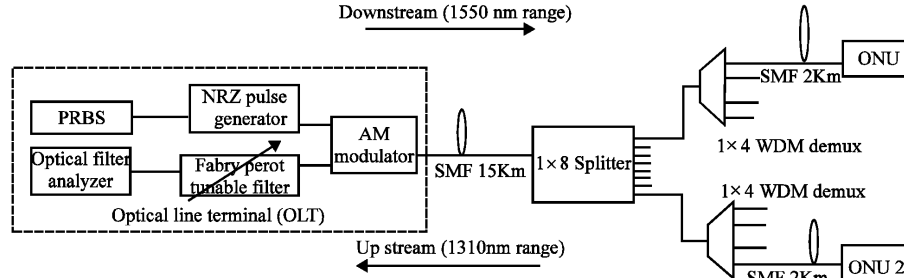 Downstream (1550 nm range)
PRBS
NRZ pulse
generator
AM
modulator
Optical filter
analyzer
Fabry perot
tunable filter
Optical line terminal (OLT)
SMF 15Km
1×8 Splitter
ONU
SMF 2Km
1×4 WDM demux
1×4 WDM demux
Up stream (1310nm range)
ONU 2
SMF 2Km